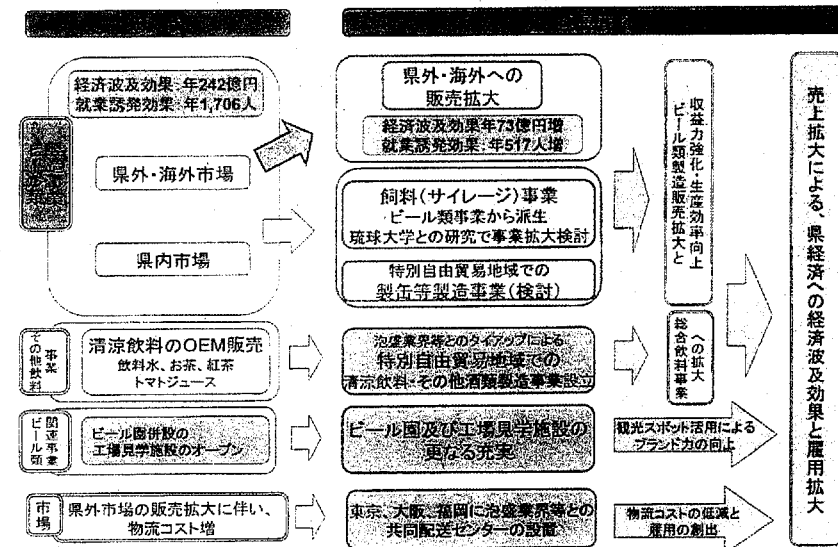 経済波及効果・年242億円
就業誘発効果・年1,706人
県外・海外市場
県内市場
県外・海外への
販売拡大
経済波及効果年73億円増
就業誘発効果・年517人増
飼料(サイレージ)事業
ビール類事業から派生
琉球大学との研究で事業拡大検討
特別自由貿易地域での
製缶等製造事業(検討)
収益力強化・生産効率向上
ビール類製造販売拡大と
売上拡大による、県経済への経済波及効果と雇用拡大
その他飲料
事業
清涼飲料のOEM販売
飲料水、お茶、紅茶
トマトジュース
泡盛業界等とのタイアップによる
特別自由貿易地域での
清涼飲料・その他酒類製造事業設立
総合飲料事業
への拡大
ビール類
関連事業
ビール園併設の
工場見学施設のオープン
ビール園及び工場見学施設の
更なる充実
観光スポット活用による
ブランド力の向上
市場
県外市場の販売拡大に伴い、
物流コスト増
東京、大阪、福岡に泡盛業界等との
共同配送センターの設置
物流コストの低減と
雇用の創出